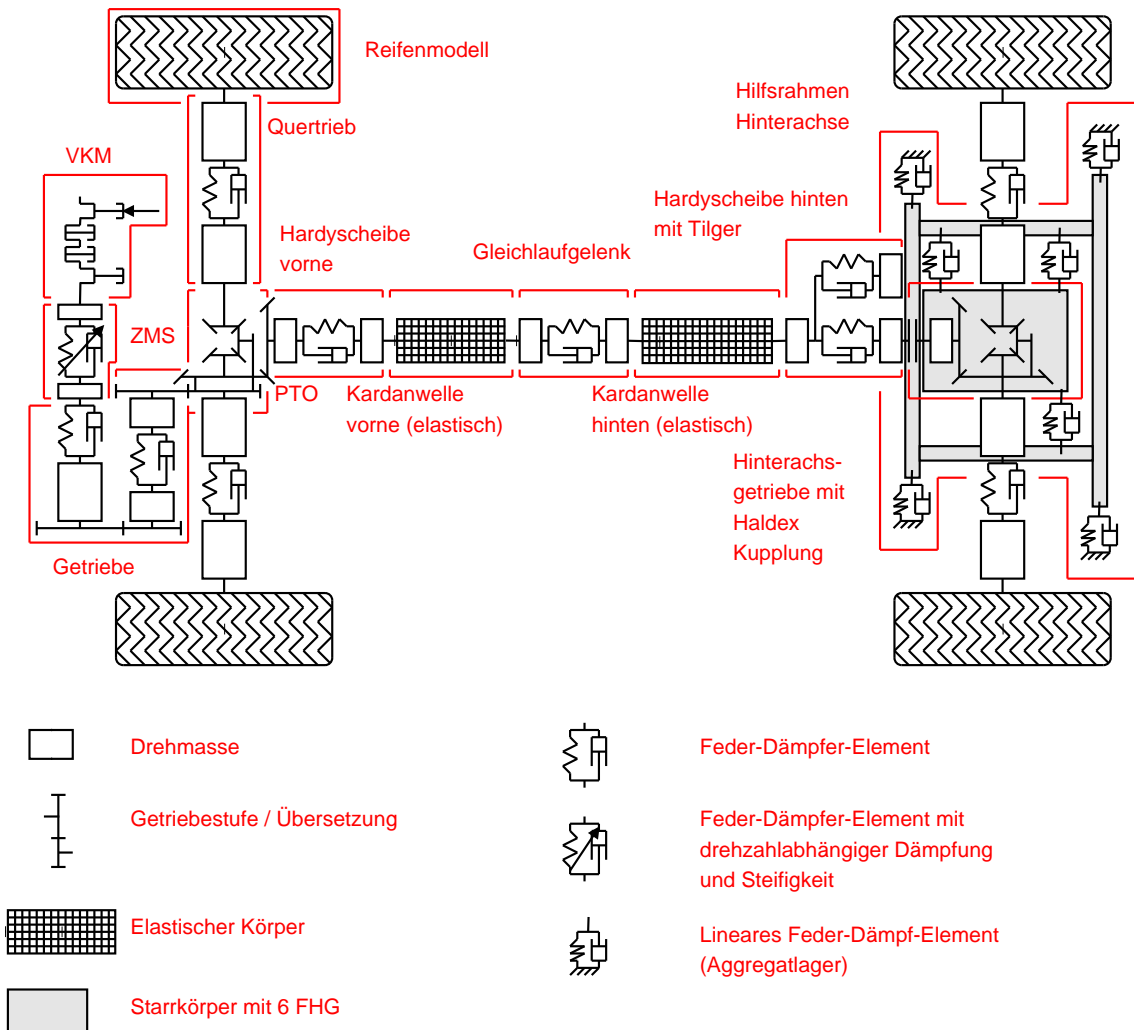 Reifenmodell
Hilfsrahmen
Hinterachse
Quertrieb
VKM
Hardyscheibe hinten
mit Tilger
Hardyscheibe
vorne
Gleichlaufgelenk
ZMS
PTO
Kardanwelle
vorne (elastisch)
Kardanwelle
hinten (elastisch)
Hinterachs-
getriebe mit
Haldex
Kupplung
Getriebe
Drehmasse
Feder-Dämpfer-Element
Getriebestufe / Übersetzung
Feder-Dämpfer-Element mit
drehzahlabhängiger Dämpfung
und Steifigkeit
Elastischer Körper
Lineares Feder-Dämpf-Element
(Aggregatlager)
Starrkörper mit 6 FHG